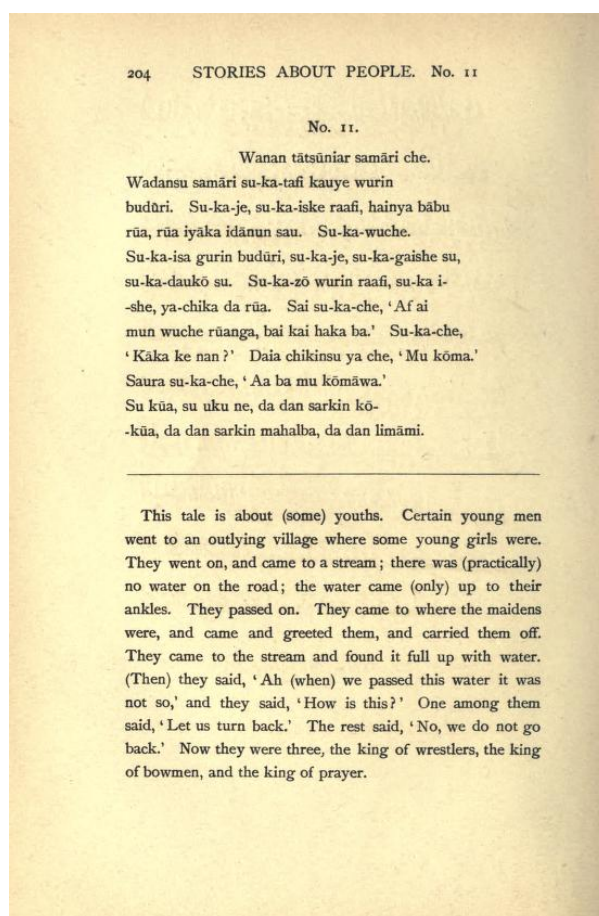 204 STORIES ABOUT PEOPLE. No. 11
No. 11.
Wanan tātsūniar samāri che.
Wadansu samāri su-ka-tafi kauye wurin
budūri. Su-ka-je, su-ka-iske raafi, hainya bābu
rūa, rūa iyāka idānun sau. Su-ka-wuche.
Su-ka-isa gurin budūri, su-ka-je, su-ka-gaishe su,
su-ka-daukō su. Su-ka-zō wurin raafi, su-ka i-
-she, ya-chika da rūa. Sai su-ka-che, ‘Af ai
mun wuche rūanga, bai kai haka ba.’ Su-ka-che,
‘Kāka ke nan?’ Daia chikinsu ya che, ‘Mu kōma.’
Saura su-ka-che, ‘Aa ba mu kōmāwa.’
Su kūa, su uku ne, da dan sarkin kō-
-kūa, da dan sarkin mahalba, da dan limāmi.
This tale is about (some) youths. Certain young men
went to an outlying village where some young girls were.
They went on, and came to a stream; there was (practically)
no water on the road; the water came (only) up to their
ankles. They passed on. They came to where the maidens
were, and came and greeted them, and carried them off.
They came to the stream and found it full up with water.
(Then) they said, ‘Ah (when) we passed this water it was
not so,’ and they said, ‘How is this?’ One among them
said, ‘Let us turn back.’ The rest said, ‘No, we do not go
back.’ Now they were three, the king of wrestlers, the king
of bowmen, and the king of prayer.